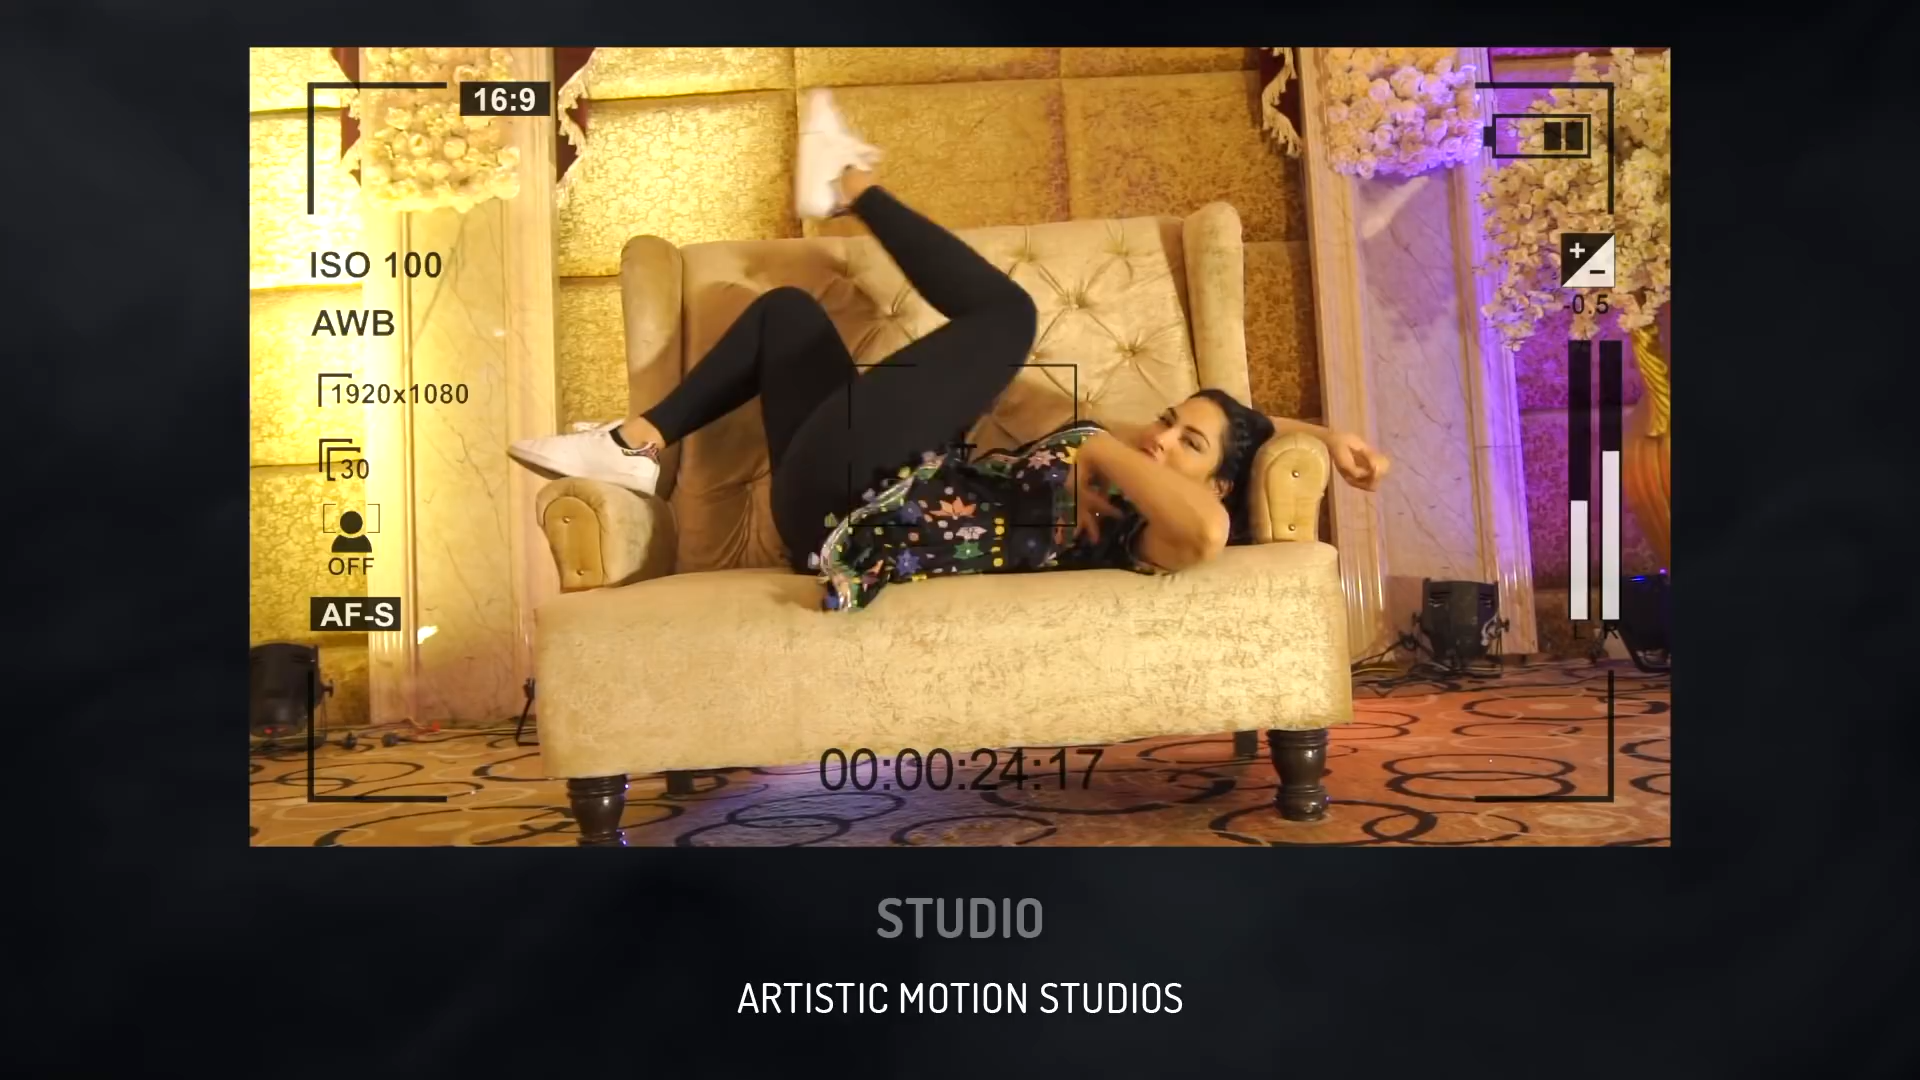 16:9
ISO 100
AWB
1920x1080
30
OFF
AF-S
+
-
-0.5
L R
00:00:24:17
STUDIO
ARTISTIC MOTION STUDIOS